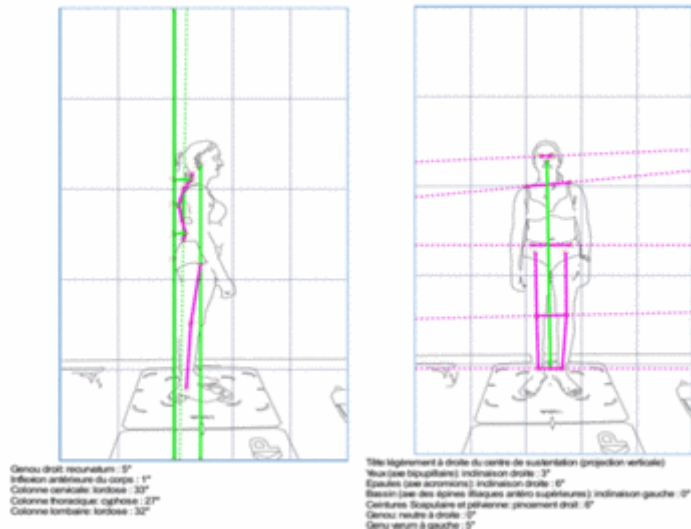 Genou droit: recurvatum : 5°
Inflexion antérieure du corps : 1°
Colonne cervicale: lordose : 33°
Colonne thoracique: cyphose : 27°
Colonne lombaire: lordose : 32°
Tête légèrement à droite du centre de sustentation (projection verticale)
Yeux (axe bipupillaire): inclinaison droite : 3°
Epaules (axe acromions): inclinaison droite : 6°
Bassin (axe des épines iliaques antéro supérieures): inclinaison gauche : 0°
Ceintures Scapulaire et pelvienne: pincement droit : 6°
Genou: neutre à droite : 0°
Genu varum à gauche : 5°